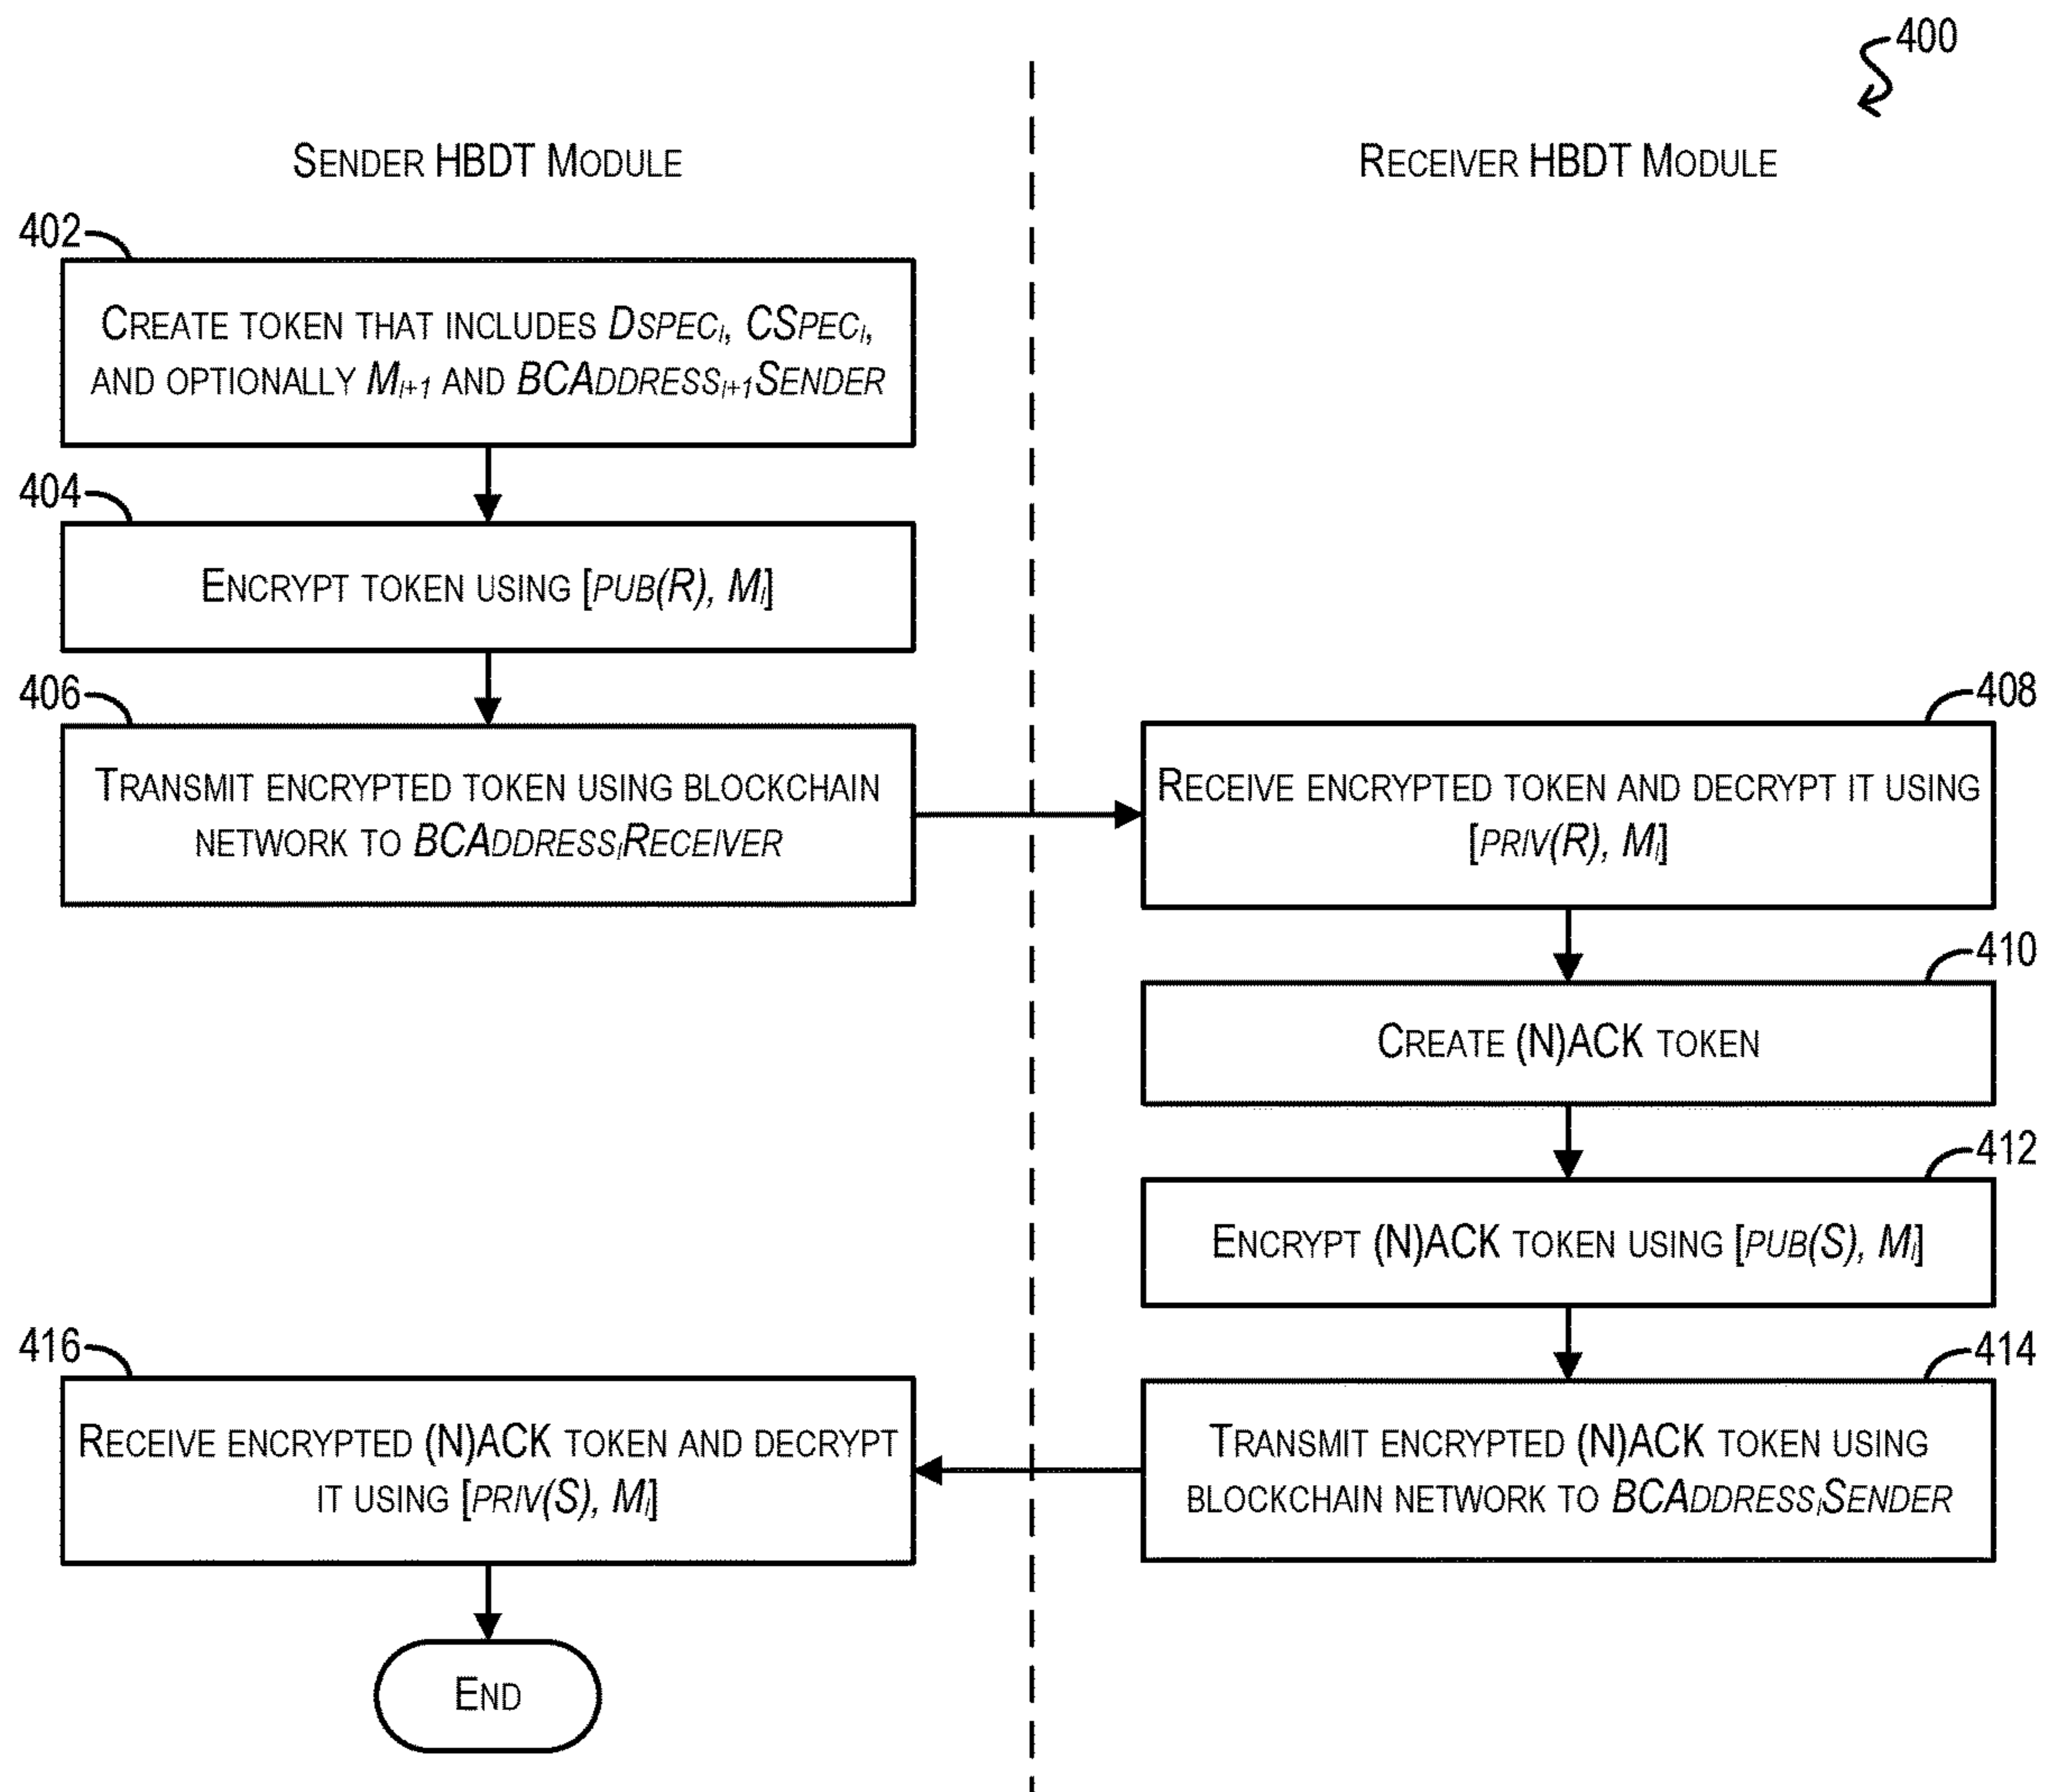 400
SENDER HBDT MODULE
RECEIVER HBDT MODULE
402
CREATE TOKEN THAT INCLUDES DSPECi, CSPECi,
AND OPTIONALLY Mi+1 AND BCADDRESSi+1SENDER
404
ENCRYPT TOKEN USING [PUB(R), Mi]
406
TRANSMIT ENCRYPTED TOKEN USING BLOCKCHAIN
NETWORK TO BCADDRESSiRECEIVER
408
RECEIVE ENCRYPTED TOKEN AND DECRYPT IT USING
[PRIV(R), Mi]
410
CREATE (N)ACK TOKEN
412
ENCRYPT (N)ACK TOKEN USING [PUB(S), Mi]
414
TRANSMIT ENCRYPTED (N)ACK TOKEN USING
BLOCKCHAIN NETWORK TO BCADDRESSiSENDER
416
RECEIVE ENCRYPTED (N)ACK TOKEN AND DECRYPT
IT USING [PRIV(S), Mi]
END